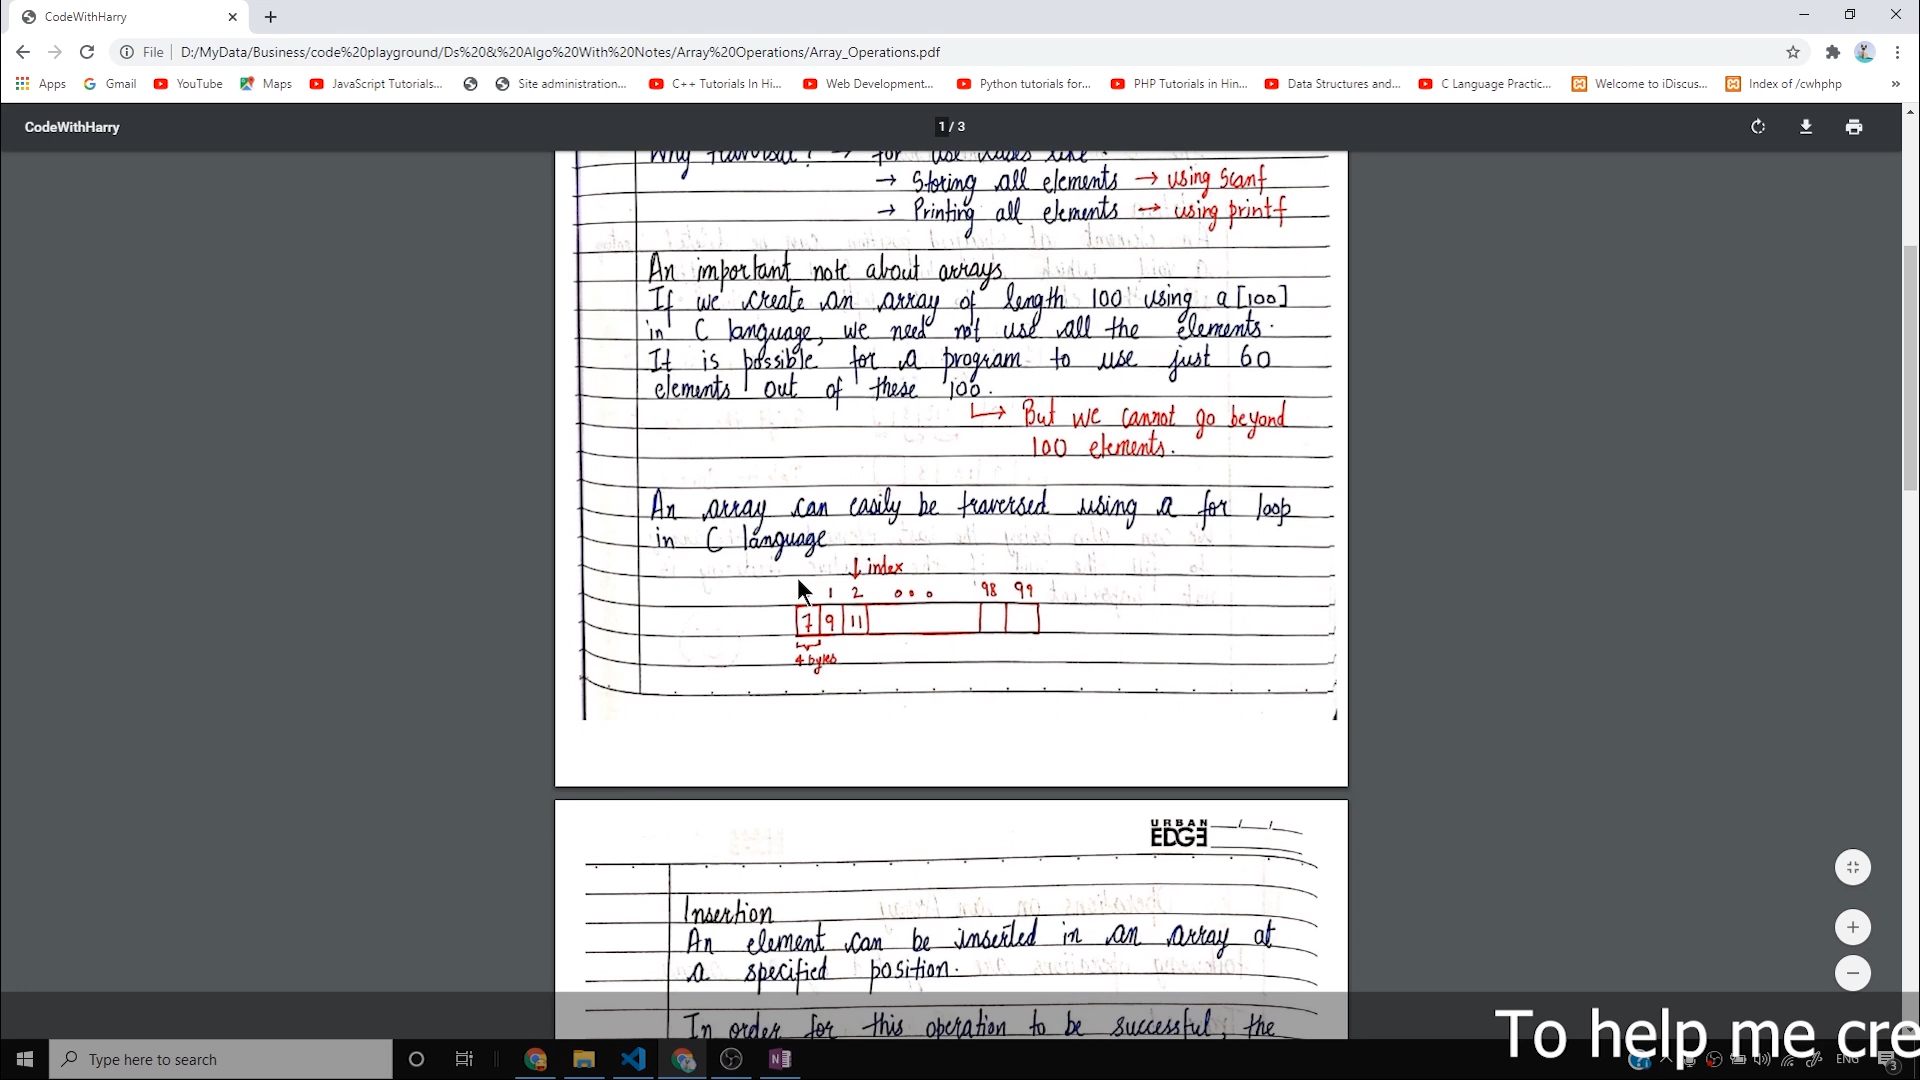 CodeWithHarry
File D:/MyData/Business/code%20playground/Ds%20&%20Algo%20With%20Notes/Array%20Operations/Array_Operations.pdf
Apps Gmail YouTube Maps JavaScript Tutorials... Site administration... C++ Tutorials In Hi... Web Development... Python tutorials for... PHP Tutorials in Hin... Data Structures and... C Language Practic... Welcome to iDiscus... Index of /cwhphp »
CodeWithHarry 1 / 3
Why traversal? → for use cases like:
→ Storing all elements → using Scanf
→ Printing all elements → using printf
An important note about arrays
If we create an array of length 100 using a[100]
in C language, we need not use all the elements.
It is possible for a program to use just 60
elements out of these 100.
But we cannot go beyond
100 elements.
An array can easily be traversed using a for loop
in C language
↓ index
1 2 ... 98 99
7 9 11
4 bytes
URBAN
EDGE
Insertion
An element can be inserted in an array at
a specified position.
In order for this operation to be successful, the
To help me cre
Type here to search
ENG
3